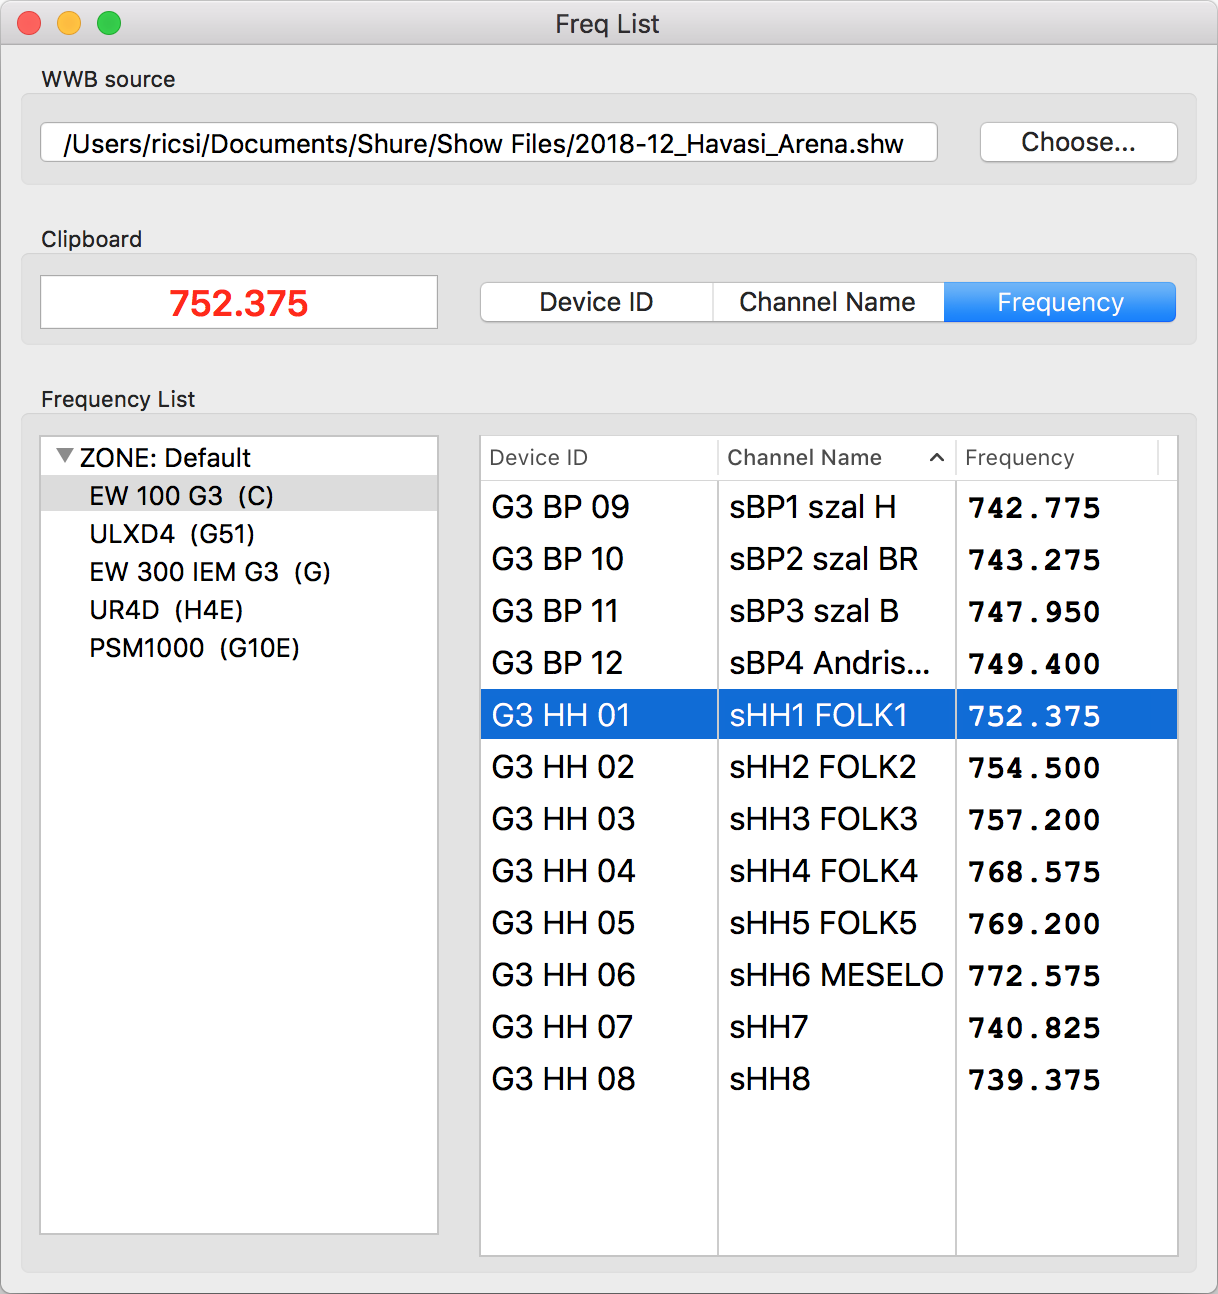 Freq List
WWB source
/Users/ricsi/Documents/Shure/Show Files/2018-12_Havasi_Arena.shw Choose...
Clipboard
752.375 Device ID Channel Name Frequency
Frequency List
ZONE: Default
EW 100 G3 (C)
ULXD4 (G51)
EW 300 IEM G3 (G)
UR4D (H4E)
PSM1000 (G10E)
Device ID Channel Name Frequency
G3 BP 09 sBP1 szal H 742.775
G3 BP 10 sBP2 szal BR 743.275
G3 BP 11 sBP3 szal B 747.950
G3 BP 12 sBP4 Andris... 749.400
G3 HH 01 sHH1 FOLK1 752.375
G3 HH 02 sHH2 FOLK2 754.500
G3 HH 03 sHH3 FOLK3 757.200
G3 HH 04 sHH4 FOLK4 768.575
G3 HH 05 sHH5 FOLK5 769.200
G3 HH 06 sHH6 MESELO 772.575
G3 HH 07 sHH7 740.825
G3 HH 08 sHH8 739.375